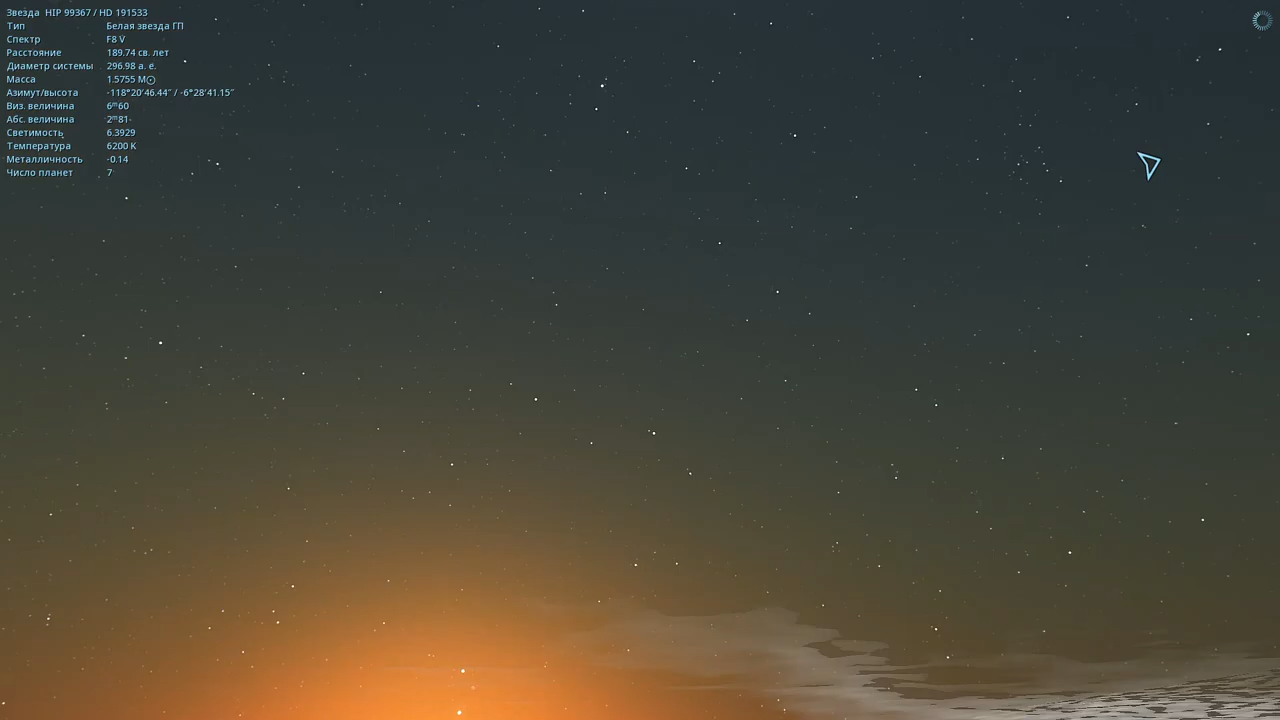 Звезда HIP 99367 / HD 191533
Тип Белая звезда ГП
Спектр F8 V
Расстояние 189.74 св. лет
Диаметр системы 296.98 а. е.
Масса 1.5755 M☉
Азимут/высота -118°20′46.44″ / -6°28′41.15″
Виз. величина 6ᵐ60
Абс. величина 2ᵐ81
Светимость 6.3929
Температура 6200 K
Металличность -0.14
Число планет 7